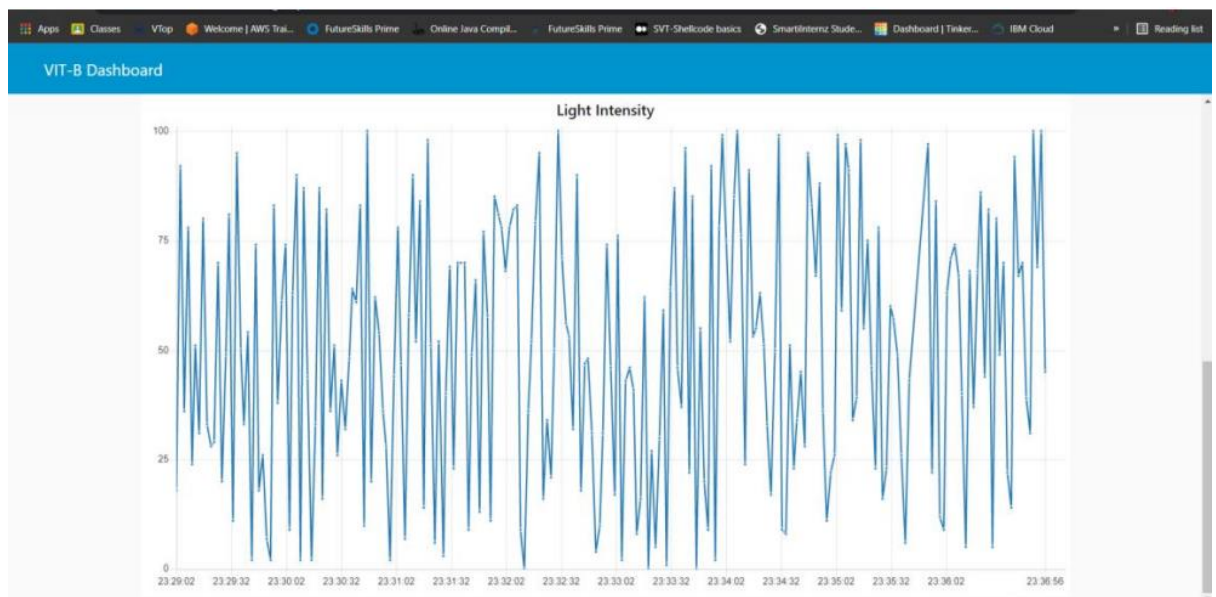 Apps Classes VTop Welcome | AWS Trai... FutureSkills Prime Online Java Compil... FutureSkills Prime SVT-Shellcode basics SmartInternz Stude... Dashboard | Tinker... IBM Cloud » Reading list
VIT-B Dashboard
Light Intensity
100
75
50
25
0
23:29:02 23:29:32 23:30:02 23:30:32 23:31:02 23:31:32 23:32:02 23:32:32 23:33:02 23:33:32 23:34:02 23:34:32 23:35:02 23:35:32 23:36:02 23:36:56